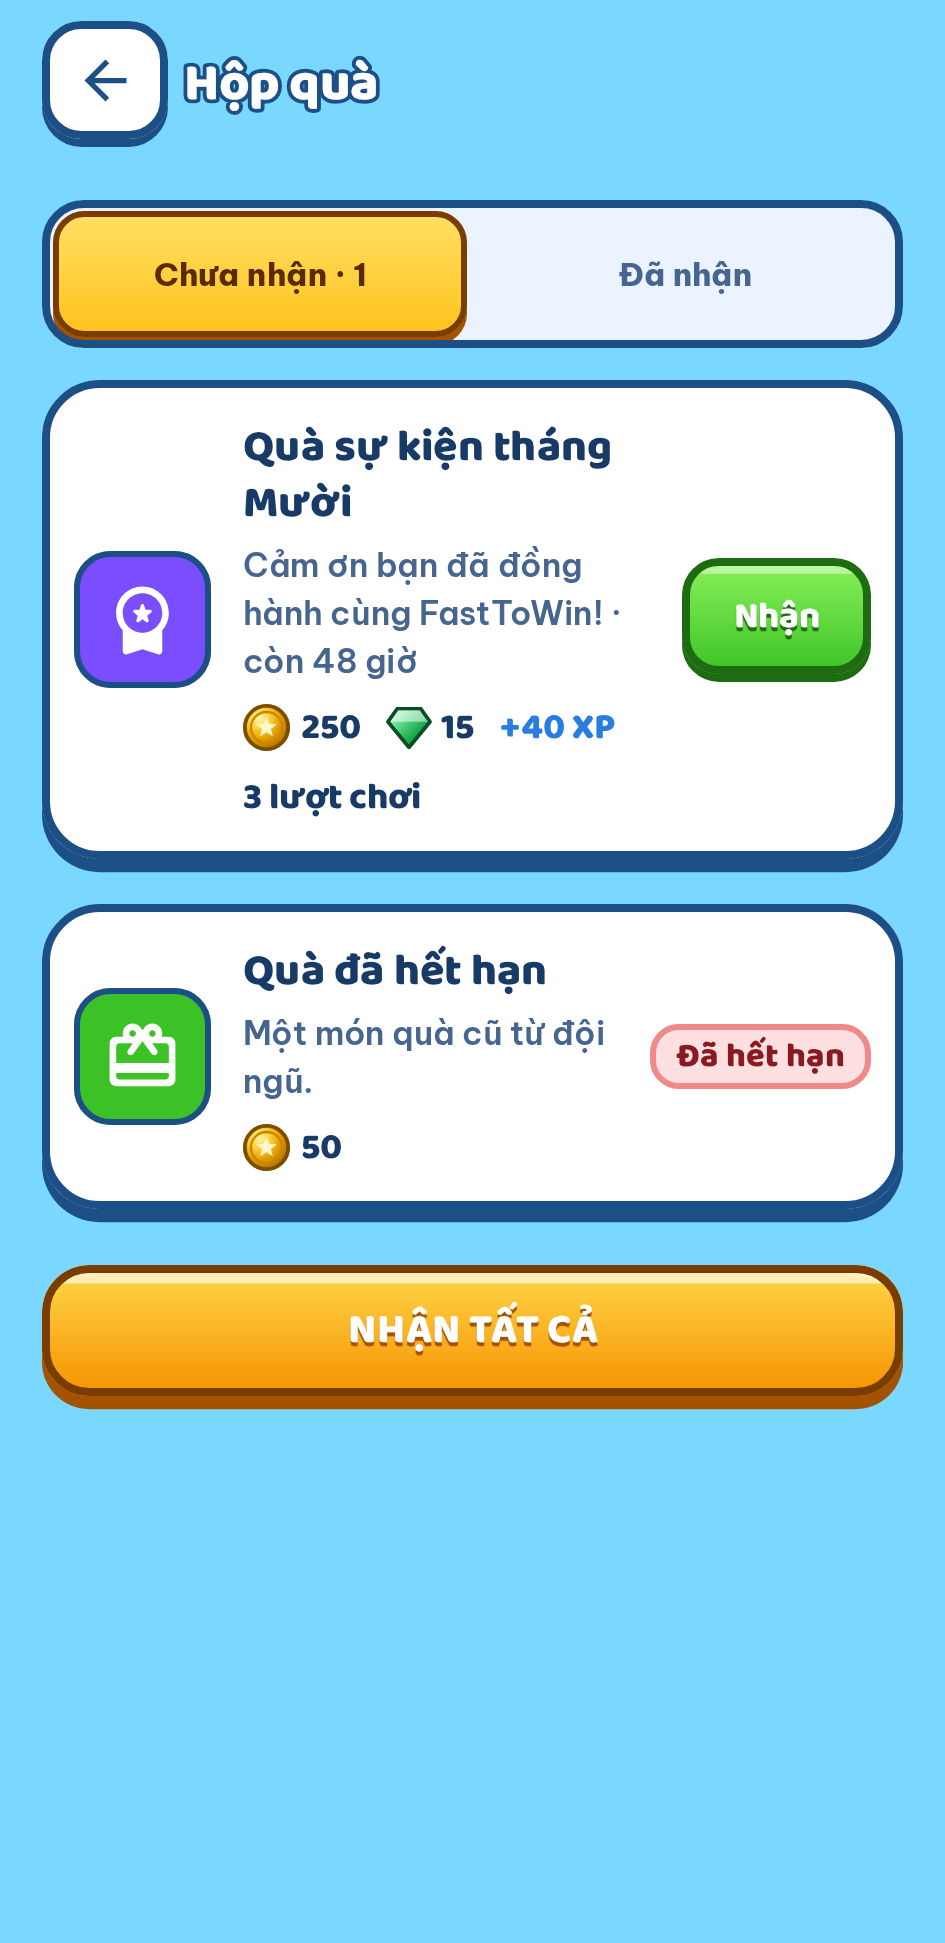 Hộp quà
Chưa nhận · 1
Đã nhận
Quà sự kiện tháng
Mười
Cảm ơn bạn đã đồng
hành cùng FastToWin! ·
còn 48 giờ
Nhận
250 15 +40 XP
3 lượt chơi
Quà đã hết hạn
Một món quà cũ từ đội
ngũ.
Đã hết hạn
50
NHẬN TẤT CẢ